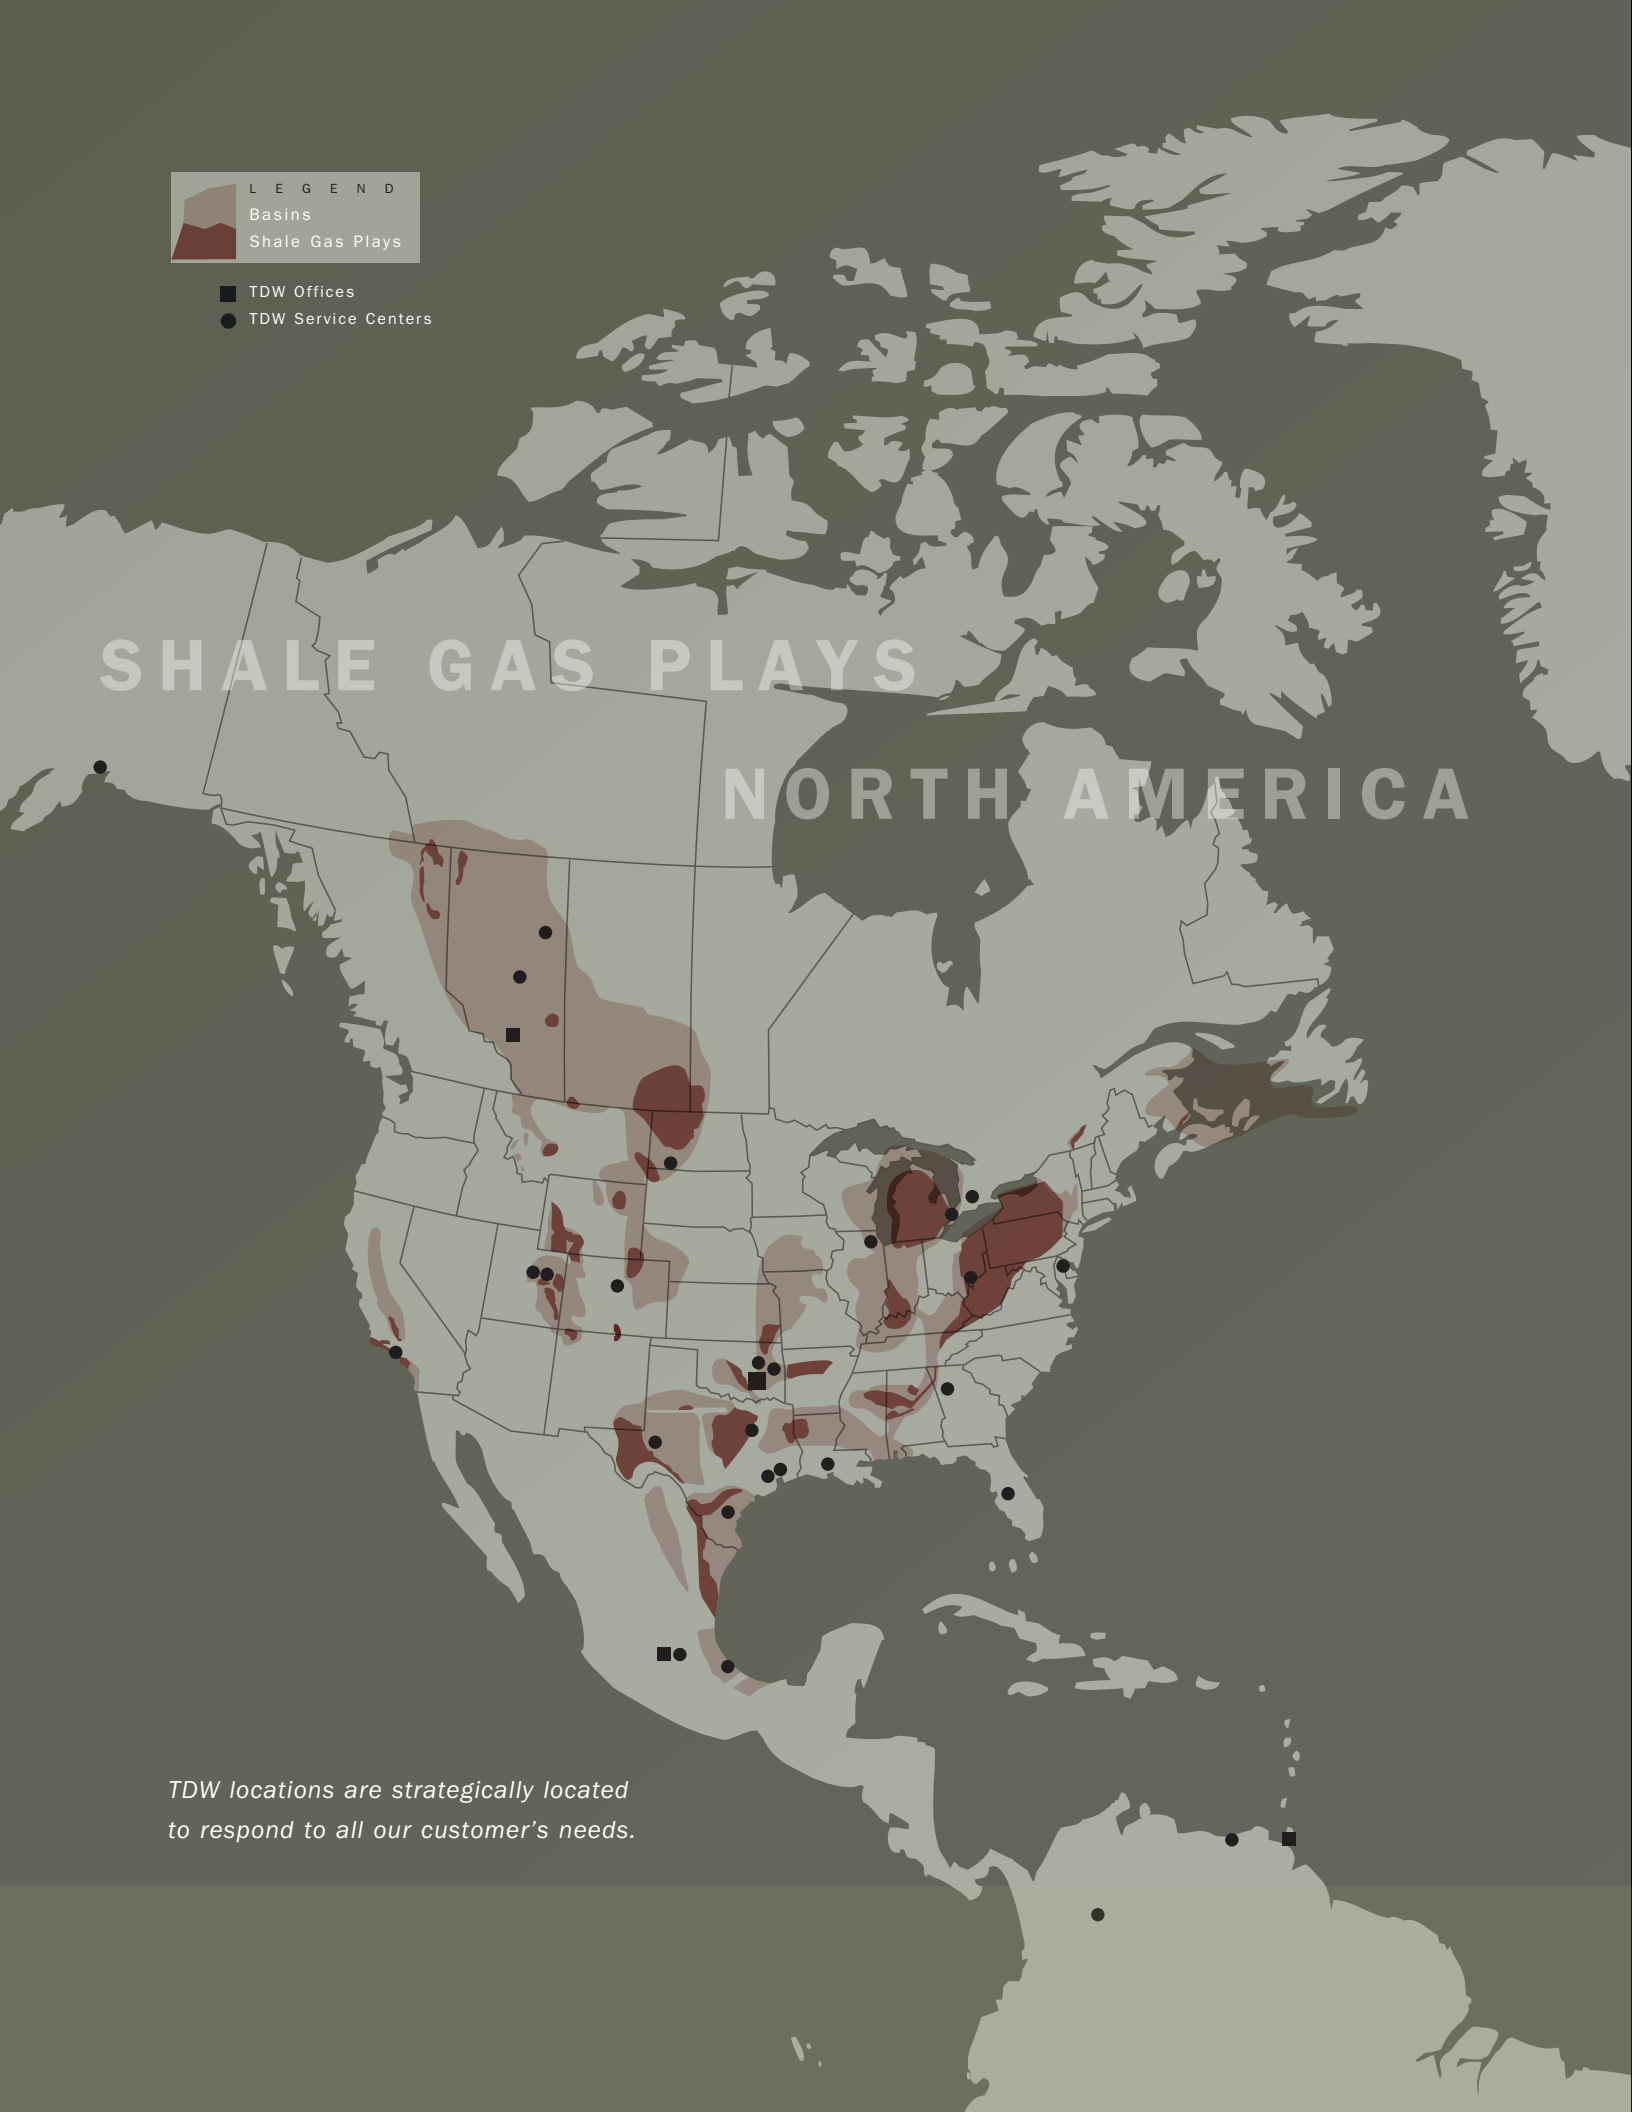 LEGEND
Basins
Shale Gas Plays
TDW Offices
TDW Service Centers
SHALE GAS PLAYS
NORTH AMERICA
TDW locations are strategically located
to respond to all our customer’s needs.